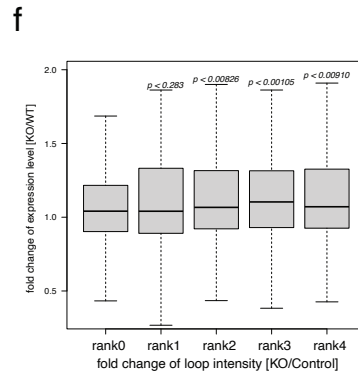 f
p < 0.283
p < 0.00826
p < 0.00105
p < 0.00910
fold change of expression level [KO/WT]
2.0
1.5
1.0
0.5
rank0 rank1 rank2 rank3 rank4
fold change of loop intensity [KO/Control]